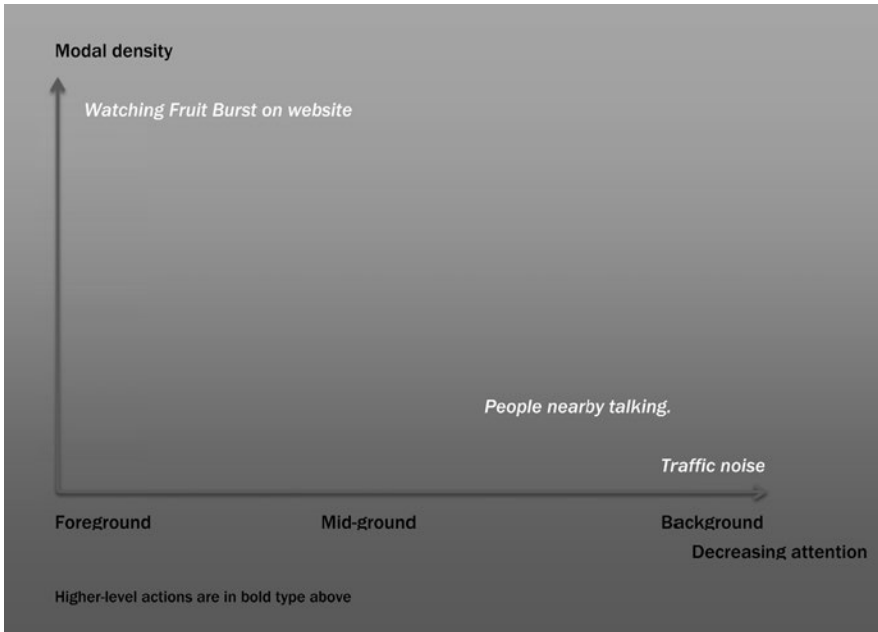 Modal density
Watching Fruit Burst on website
People nearby talking.
Traffic noise
Foreground Mid-ground Background
Decreasing attention
Higher-level actions are in bold type above